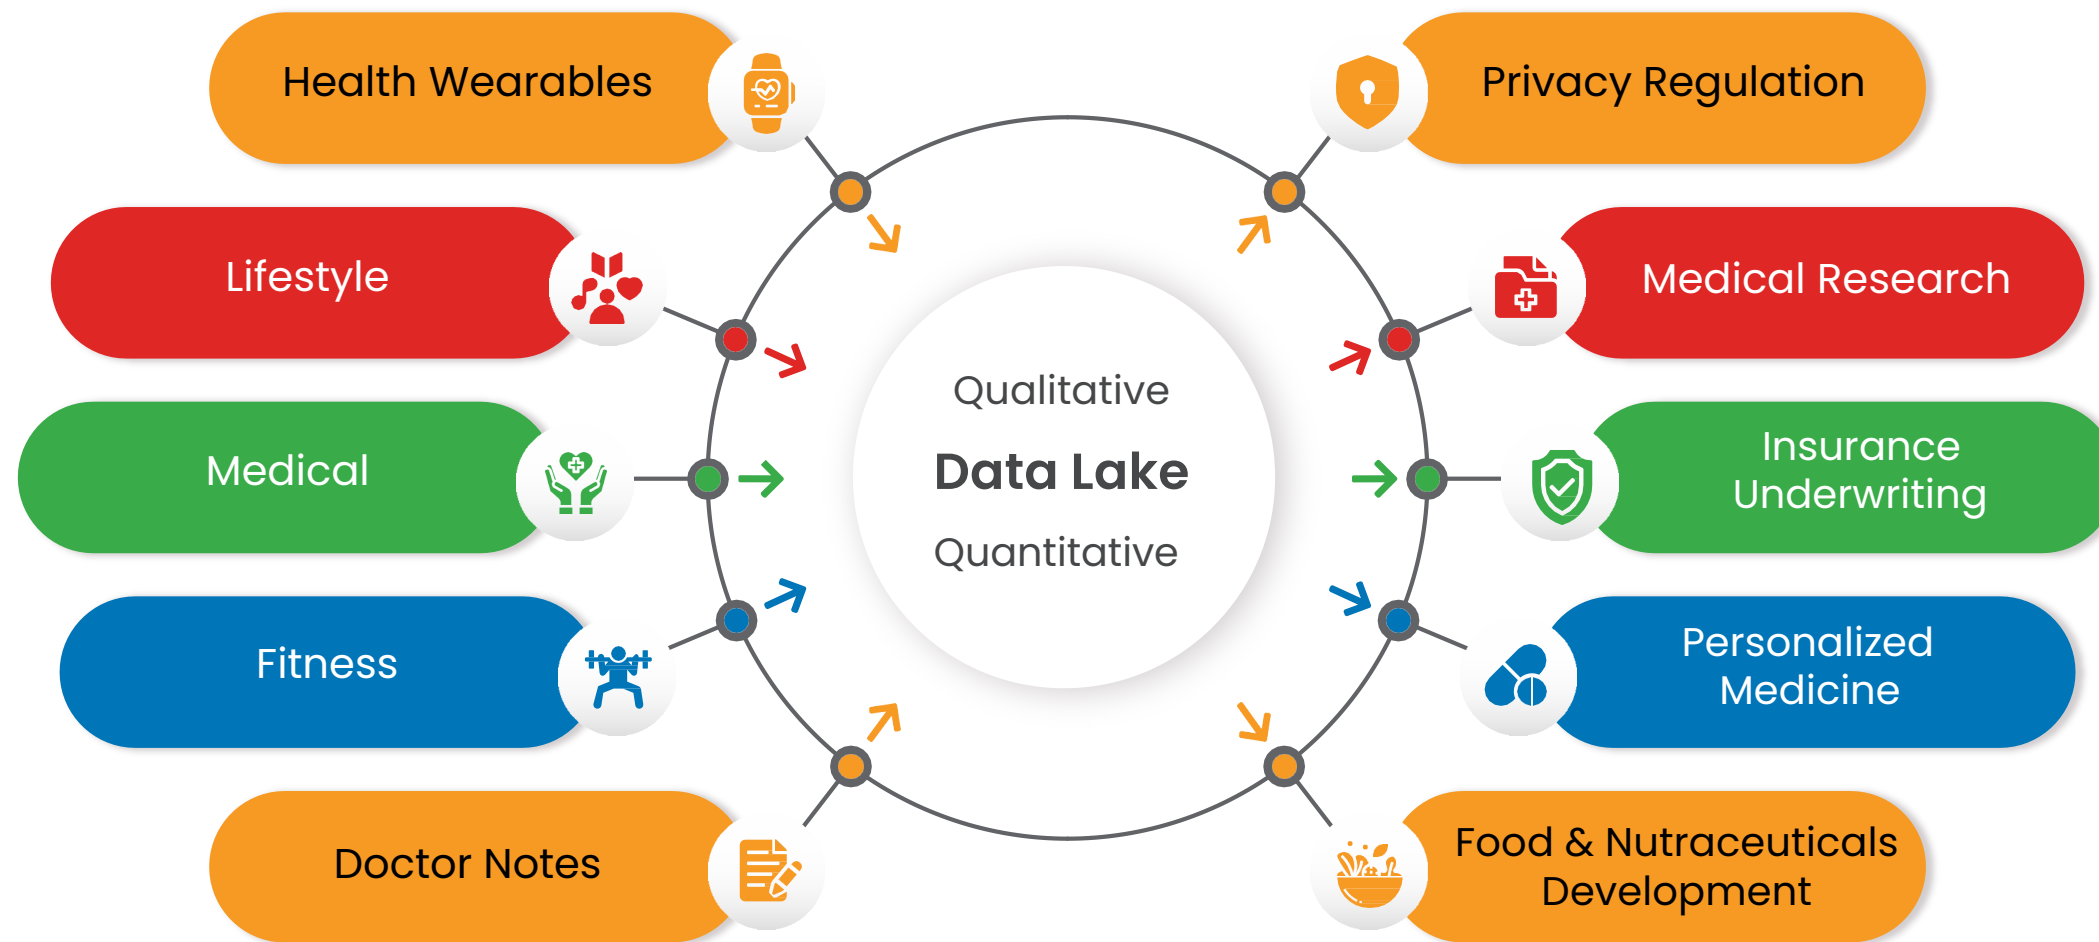 Health Wearables
Lifestyle
Medical
Fitness
Doctor Notes
Qualitative
Data Lake
Quantitative
Privacy Regulation
Medical Research
Insurance
Underwriting
Personalized
Medicine
Food & Nutraceuticals
Development